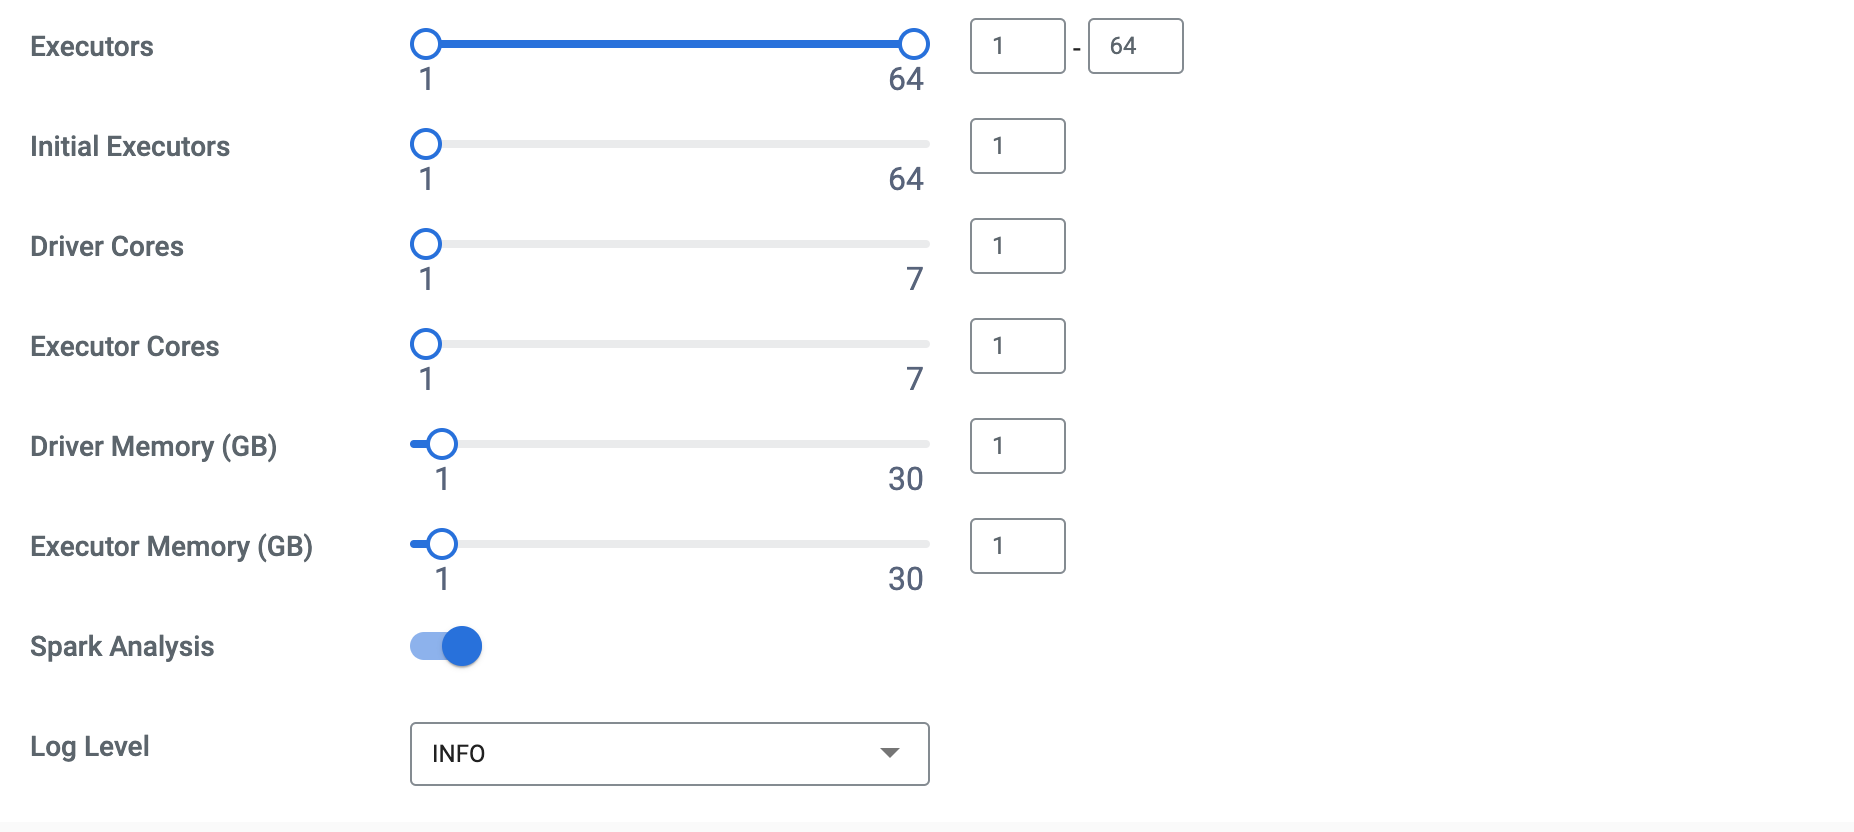 Executors
1 64
1 - 64
Initial Executors
1 64
1
Driver Cores
1 7
1
Executor Cores
1 7
1
Driver Memory (GB)
1 30
1
Executor Memory (GB)
1 30
1
Spark Analysis
Log Level
INFO